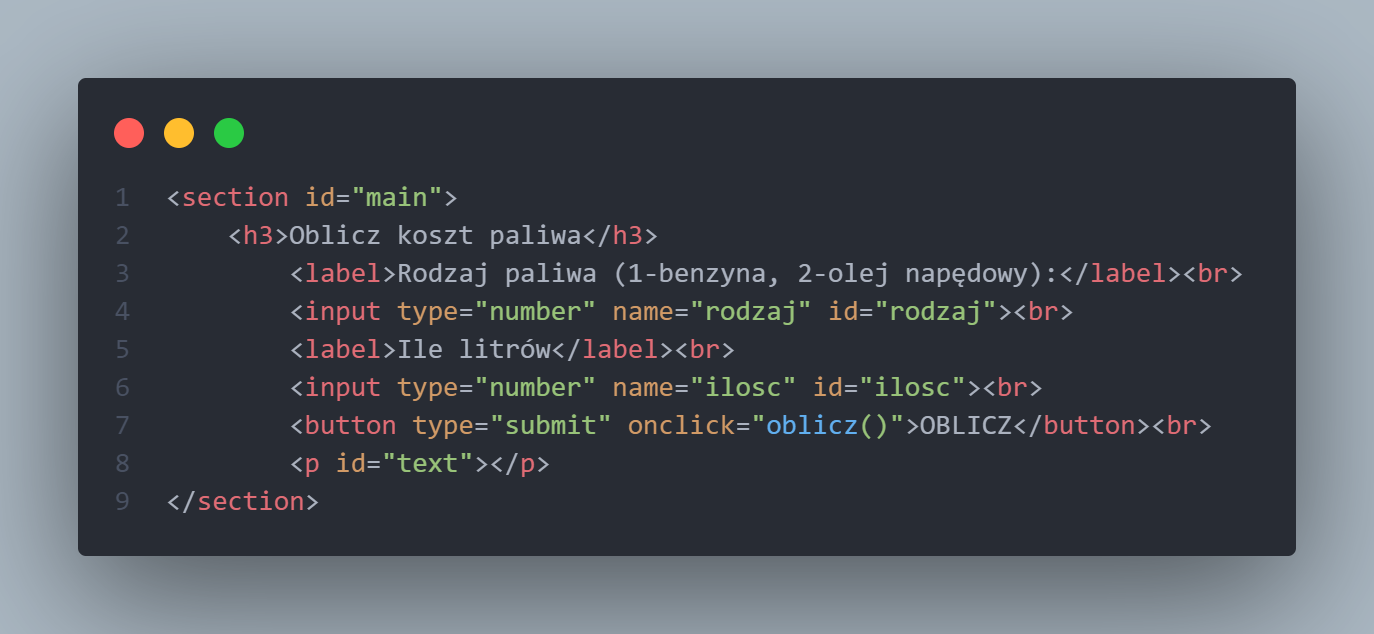 1 <section id="main">
2     <h3>Oblicz koszt paliwa</h3>
3         <label>Rodzaj paliwa (1-benzyna, 2-olej napędowy):</label><br>
4         <input type="number" name="rodzaj" id="rodzaj"><br>
5         <label>Ile litrów</label><br>
6         <input type="number" name="ilosc" id="ilosc"><br>
7         <button type="submit" onclick="oblicz()">OBLICZ</button><br>
8         <p id="text"></p>
9 </section>